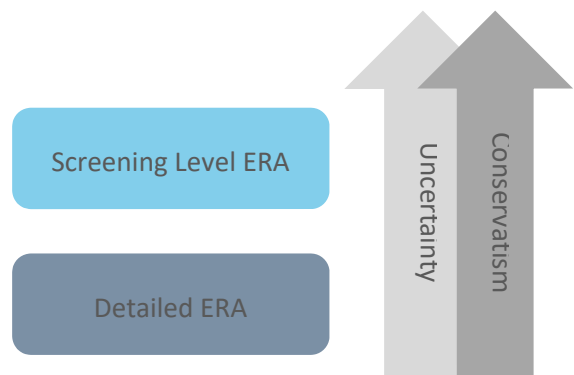 Screening Level ERA
Detailed ERA
Uncertainty
Conservatism